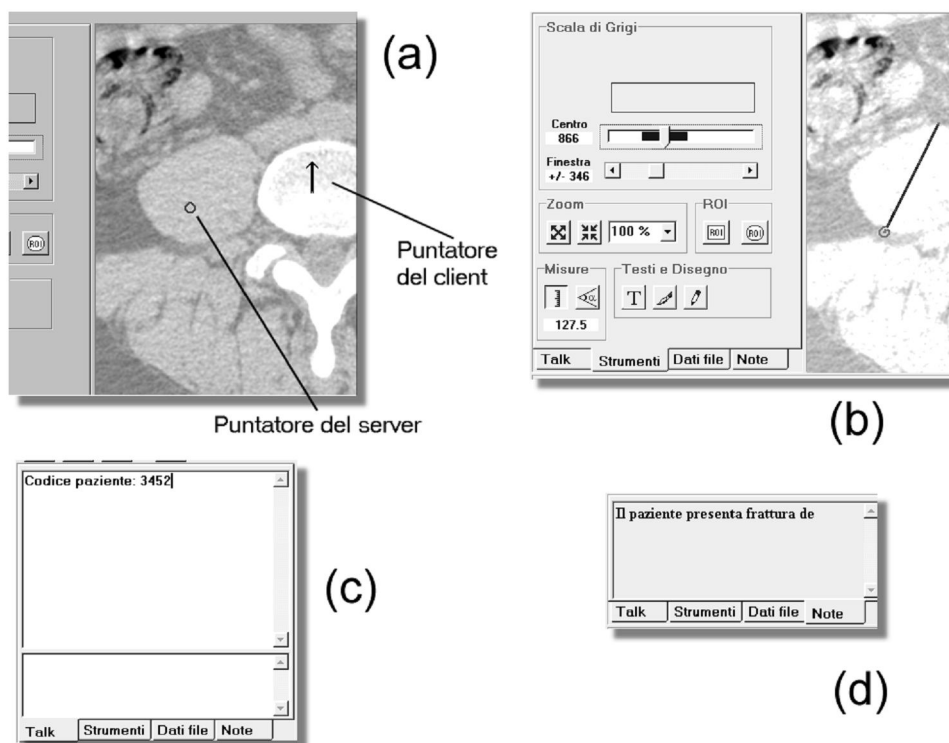 (a)
ROI
Puntatore
del client
Puntatore del server
Scala di Grigi
Centro
866
Finestra
+/- 346
Zoom
ROI
100 %
ROI
ROI
Misure
Testi e Disegno
α
T
127.5
Talk
Strumenti
Dati file
Note
(b)
Codice paziente: 3452
Talk
Strumenti
Dati file
Note
(c)
Il paziente presenta frattura de
Talk
Strumenti
Dati file
Note
(d)